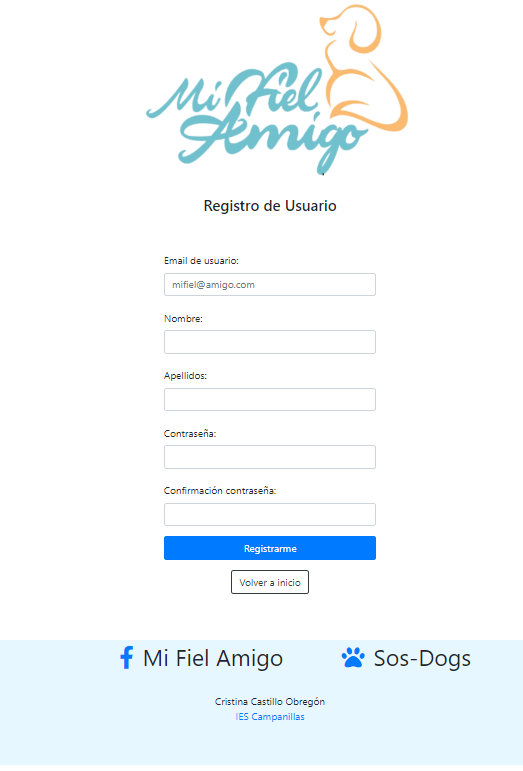 Mi Fiel
Amigo
Registro de Usuario
Email de usuario:
mifiel@amigo.com
Nombre:
Apellidos:
Contraseña:
Confirmación contraseña:
Registrarme
Volver a inicio
Mi Fiel Amigo
Sos-Dogs
Cristina Castillo Obregón
IES Campanillas